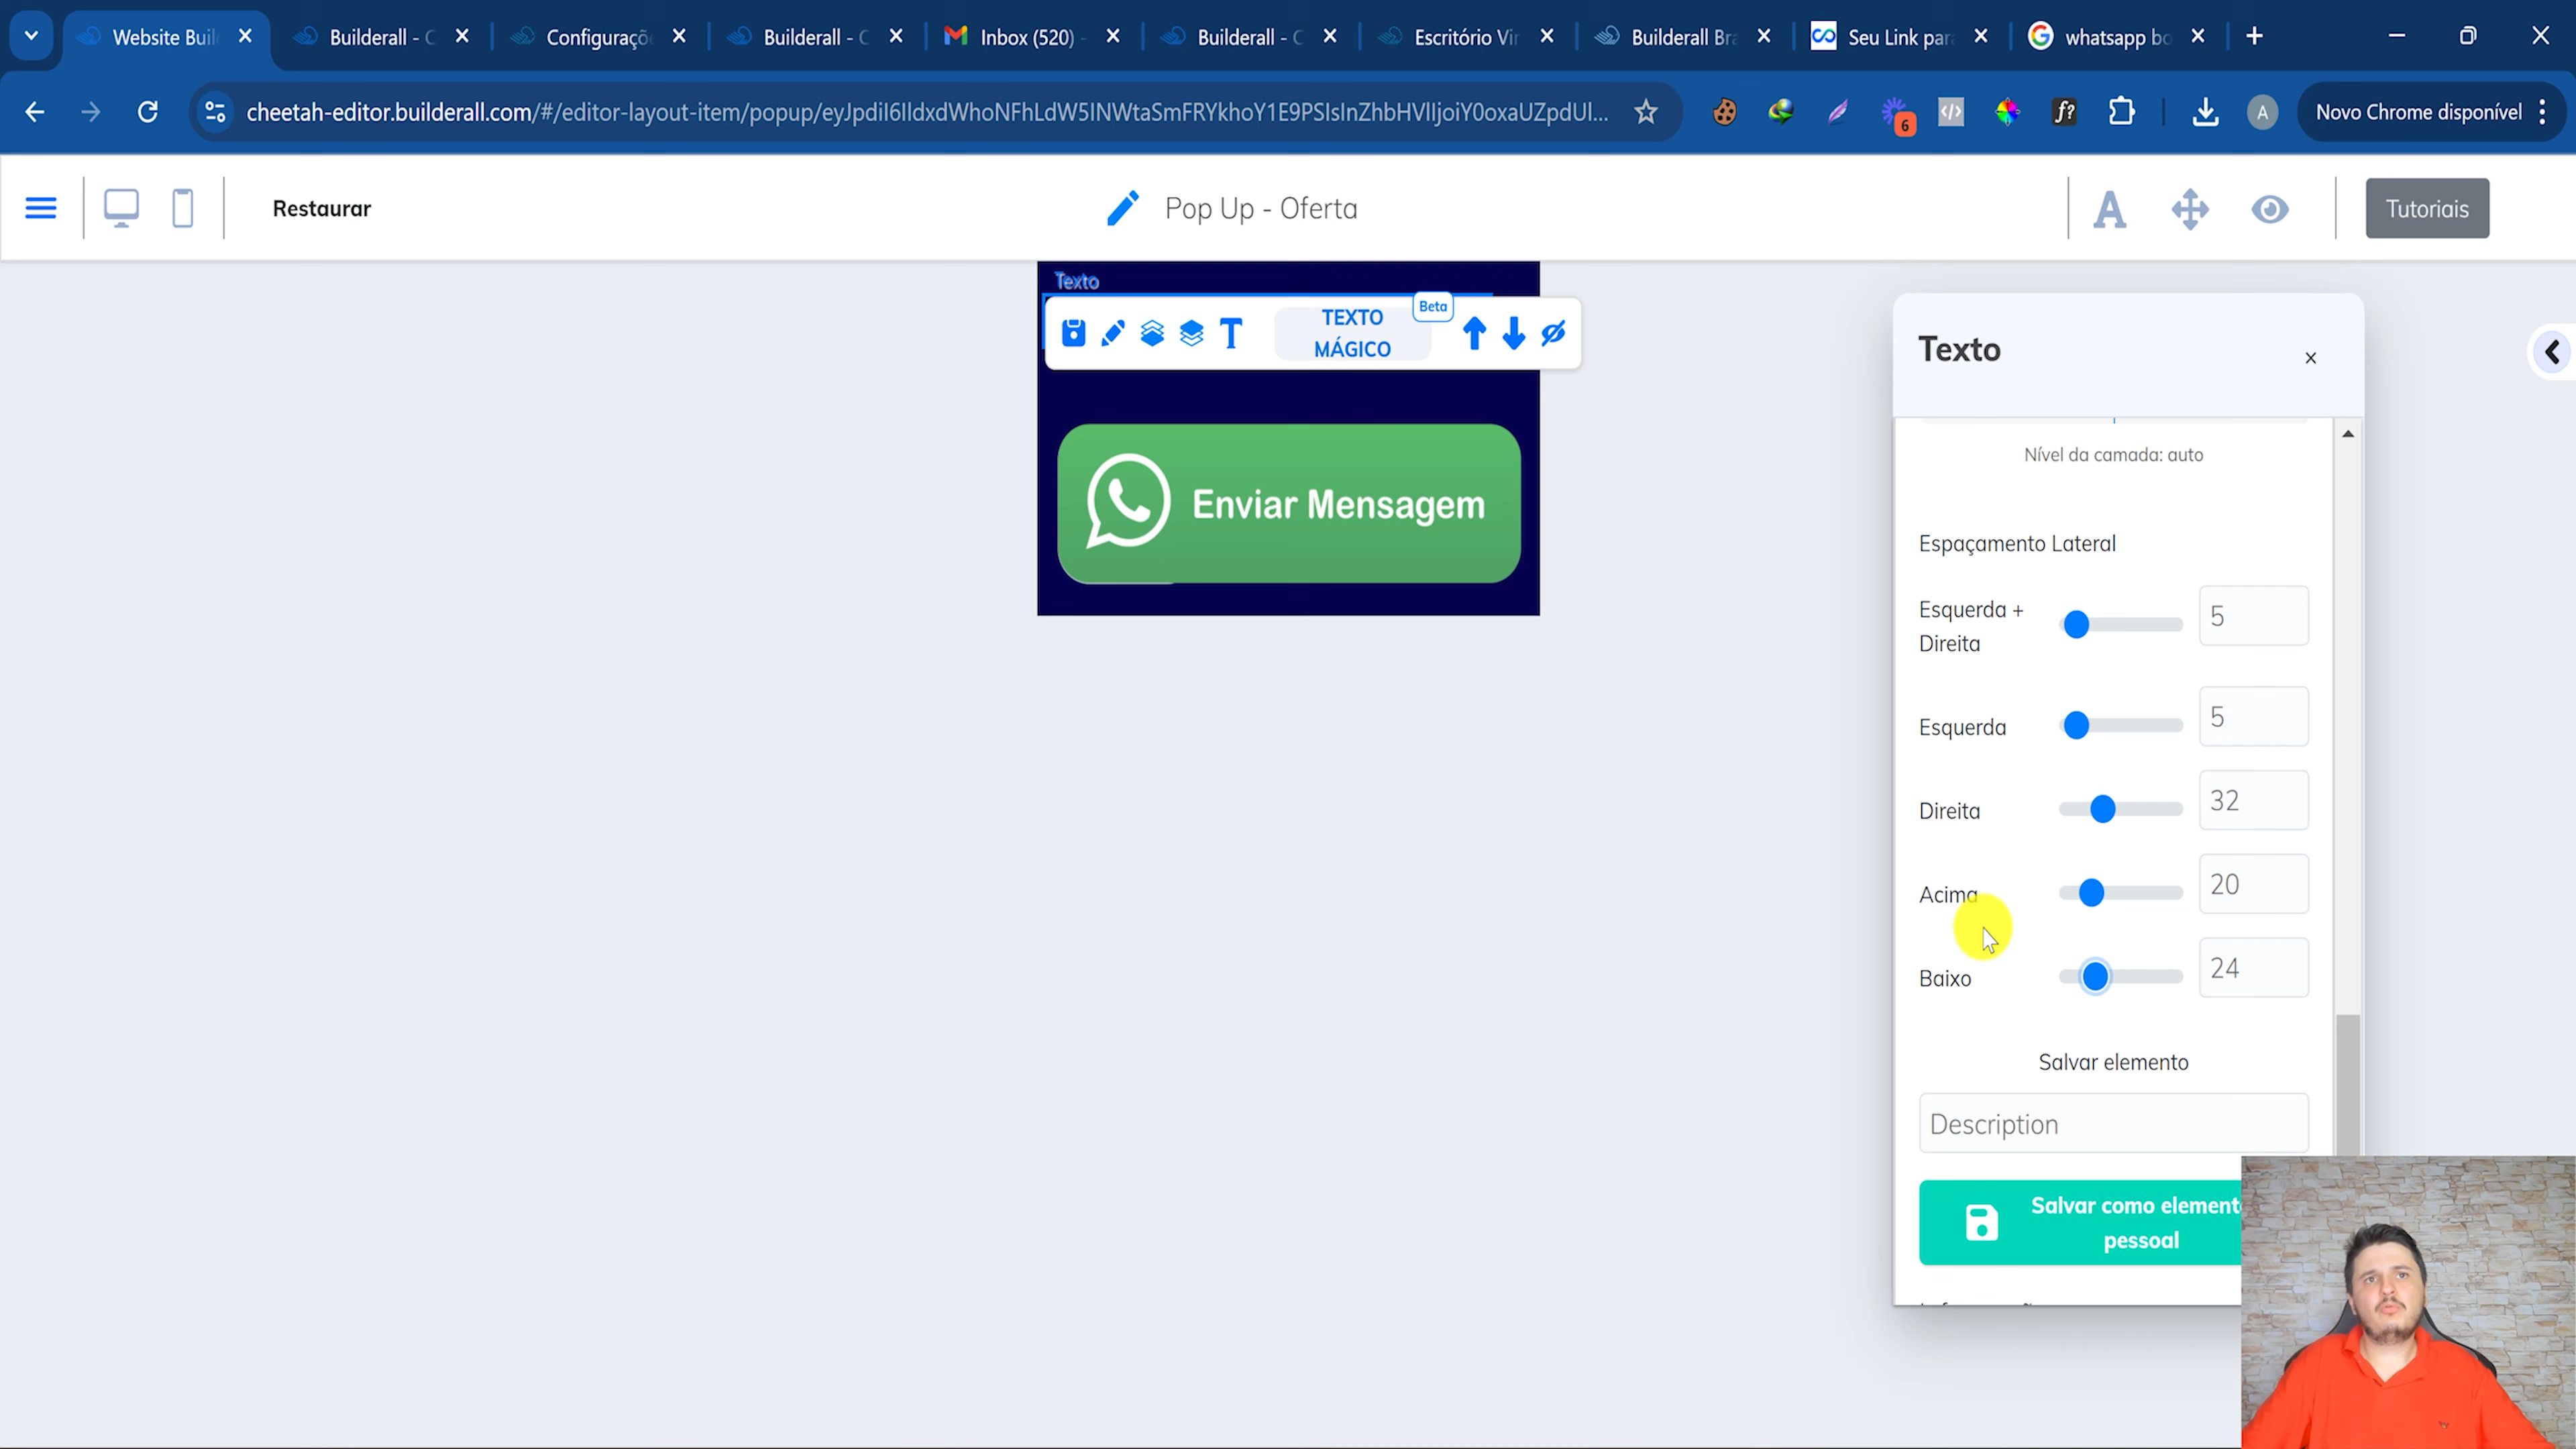 Website Buil
Builderall - C
Configuraçõe
Builderall - C
Inbox (520) -
Builderall - C
Escritório Vir
Builderall Bra
Seu Link par
whatsapp bo
cheetah-editor.builderall.com/#/editor-layout-item/popup/eyJpdiI6IldxdWhoNFhLdW5INWtaSmFRYkhoY1E9PSIsInZhbHVlIjoiY0oxaUZpdUl...
6
f?
A
Novo Chrome disponível
Restaurar
Pop Up - Oferta
A
Tutoriais
Texto
T
TEXTO
MÁGICO
Beta
Enviar Mensagem
Texto
Nível da camada: auto
Espaçamento Lateral
Esquerda +
Direita
5
Esquerda
5
Direita
32
Acima
20
Baixo
24
Salvar elemento
Description
Salvar como element
pessoal